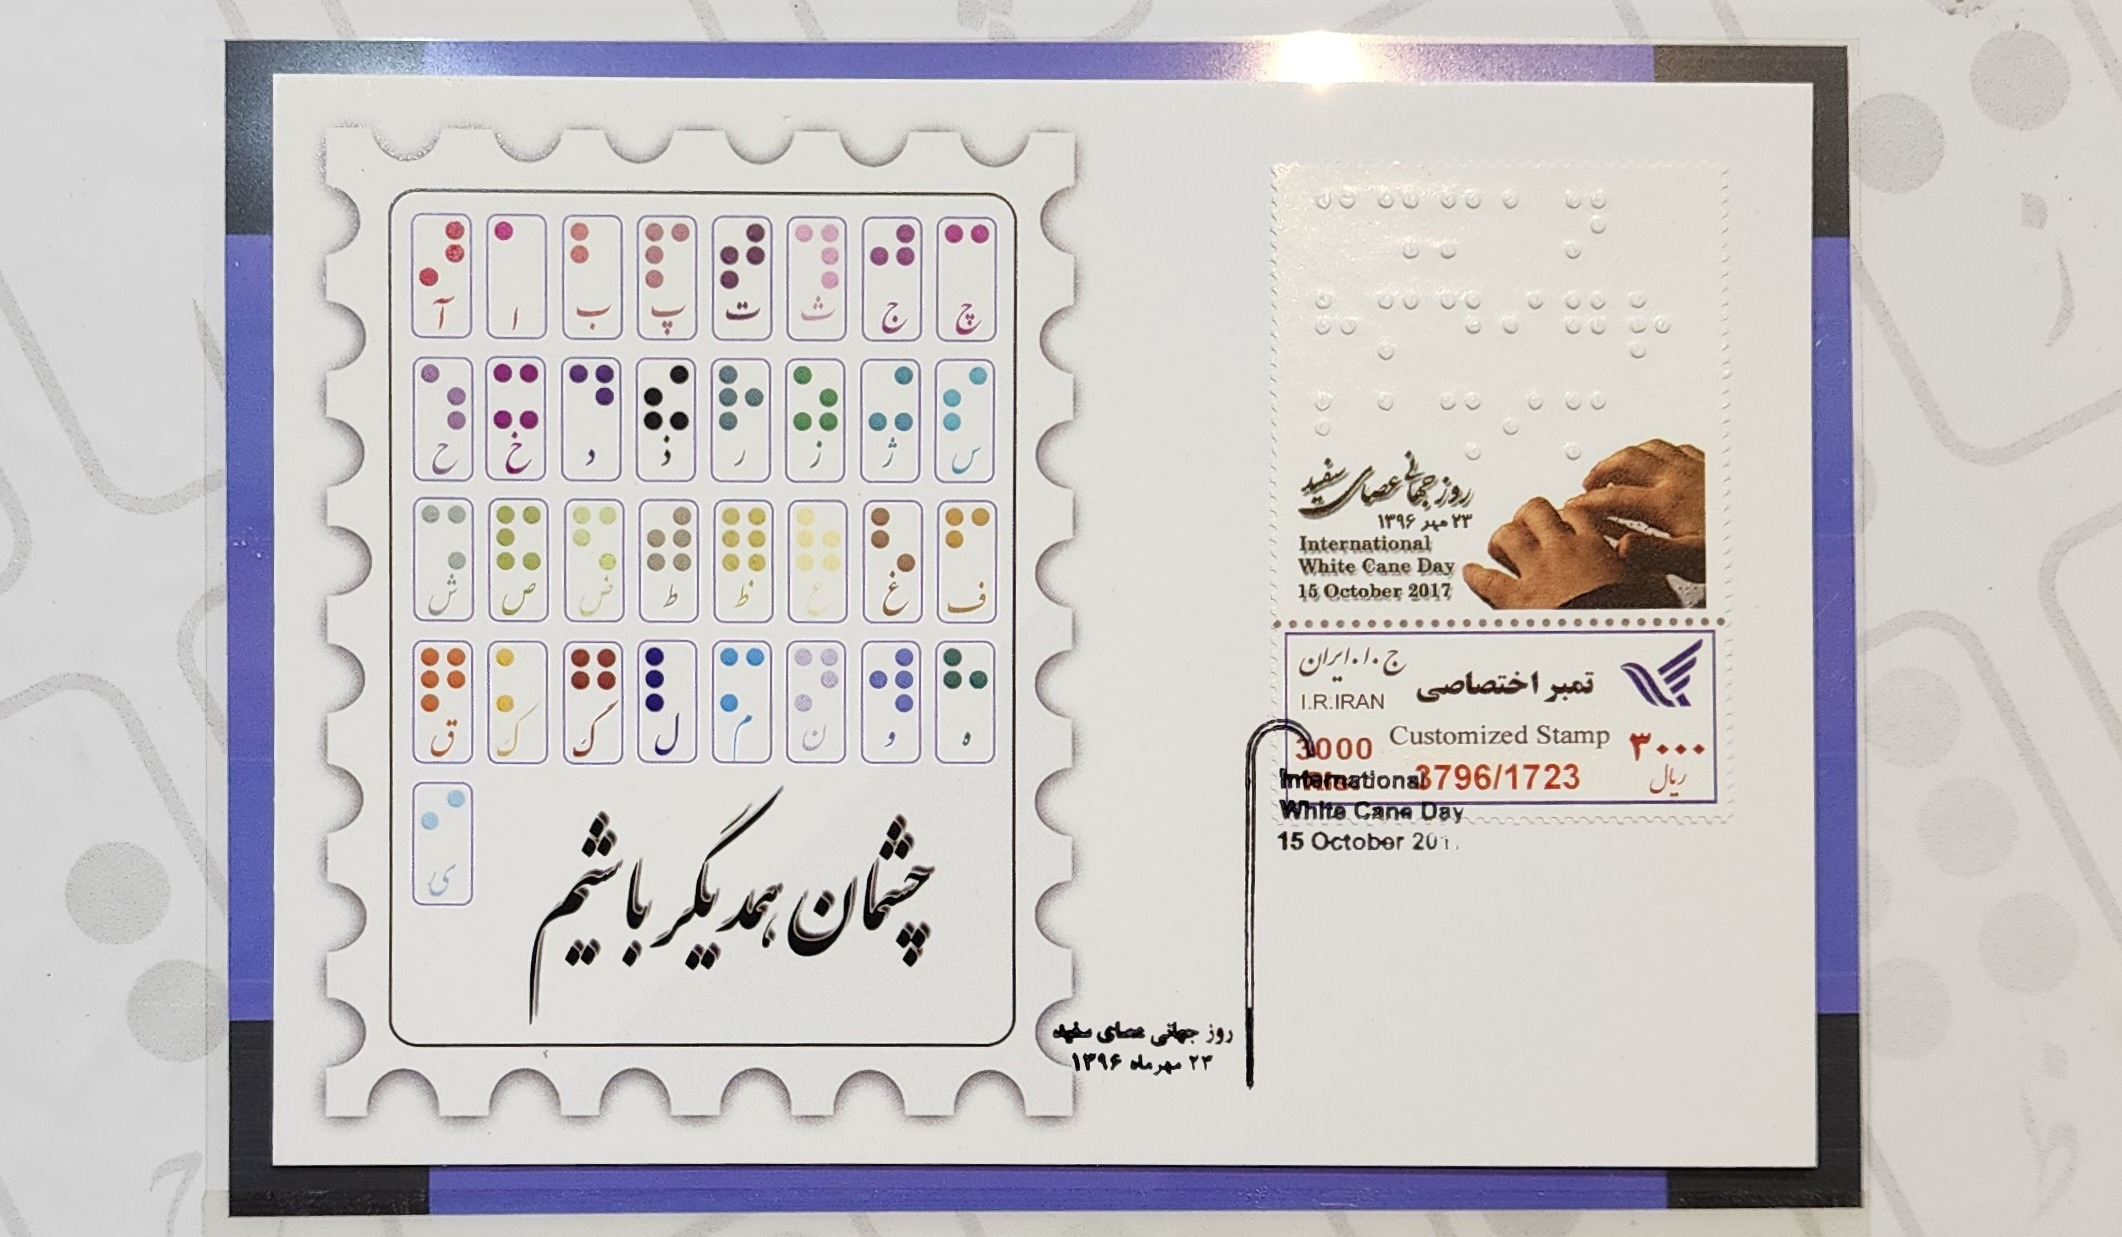 آ ا ب پ ت ث ج چ
ح خ د ذ ر ز ژ س
ش ص ض ط ظ ع غ ف
ق ک گ ل م ن و ه
ی
چشمان همدیگر باشیم
روز جهانی عصای سفید
۲۳ مهر ۱۳۹۶
International
White Cane Day
15 October 2017
ج.ا.ایران
I.R.IRAN
تمبر اختصاصی
Customized Stamp
3000
۳۰۰۰
ریال
3796/1723
International
White Cane Day
15 October
روز جهانی عصای سفید
۲۳ مهرماه ۱۳۹۶